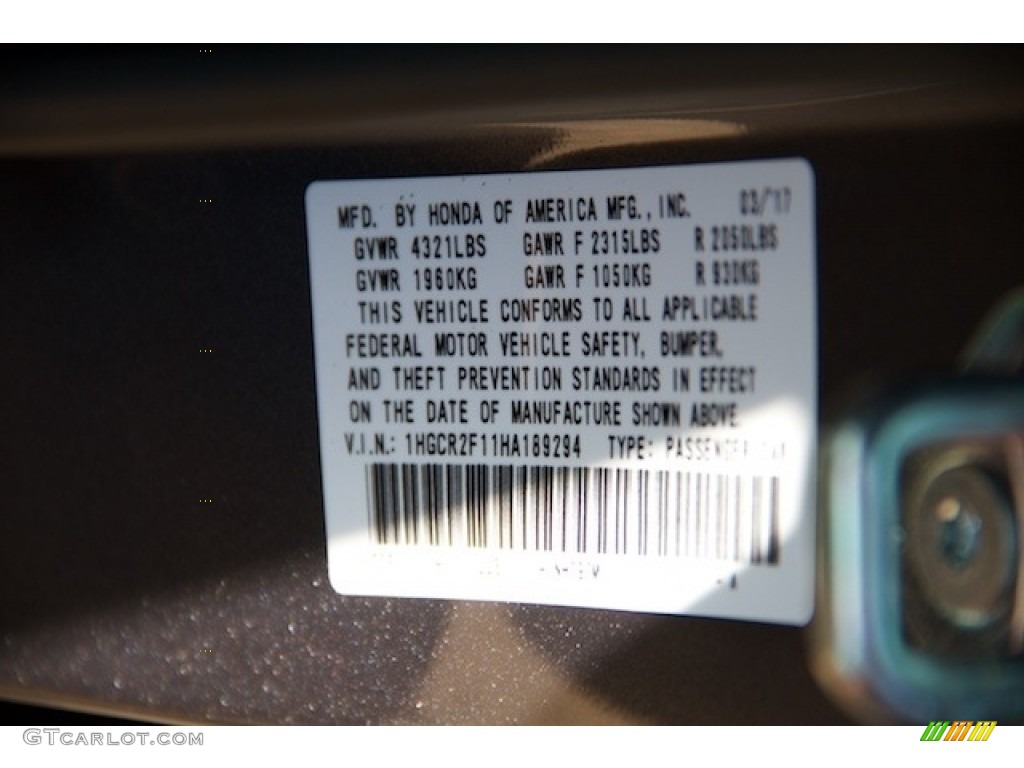 MFD. BY HONDA OF AMERICA MFG., INC. 03/17
GVWR 4321LBS GAWR F 2315LBS R 2050LBS
GVWR 1960KG GAWR F 1050KG R 930KG
THIS VEHICLE CONFORMS TO ALL APPLICABLE
FEDERAL MOTOR VEHICLE SAFETY, BUMPER,
AND THEFT PREVENTION STANDARDS IN EFFECT
ON THE DATE OF MANUFACTURE SHOWN ABOVE.
V.I.N.: 1HGCR2F11HA189294 TYPE: PASSENGER
GTCARLOT.COM